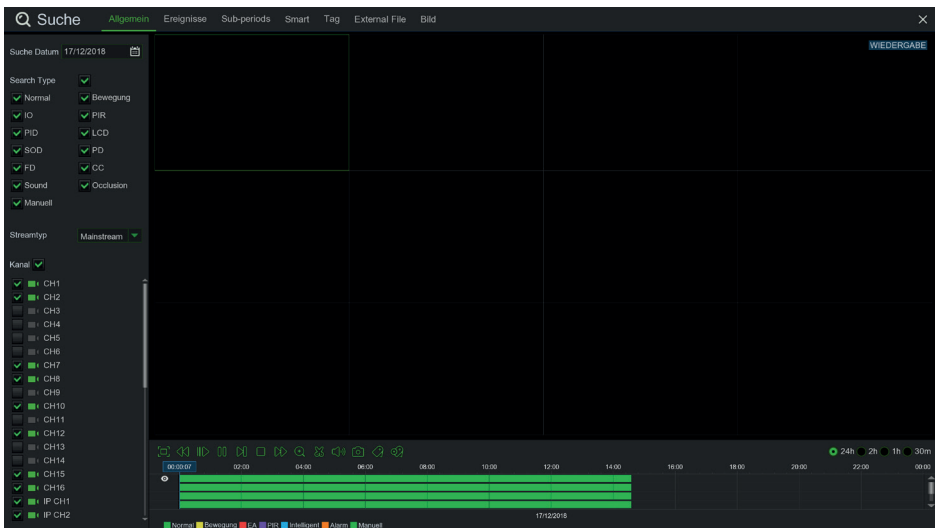 Suche Allgemein Ereignisse Sub-periods Smart Tag External File Bild
WIEDERGABE
Suche Datum 17/12/2018
Search Type
Normal Bewegung
IO PIR
PID LCD
SOD PD
FD CC
Sound Occlusion
Manuell
Streamtyp Mainstream
Kanal
CH1
CH2
CH3
CH4
CH5
CH6
CH7
CH8
CH9
CH10
CH11
CH12
CH13
CH14
CH15
CH16
IP CH1
IP CH2
24h 2h 1h 30m
00:00:07 02:00 04:00 06:00 08:00 10:00 12:00 14:00 16:00 18:00 20:00 22:00 00:00
17/12/2018
Normal Bewegung EA PIR Intelligent Alarm Manuell